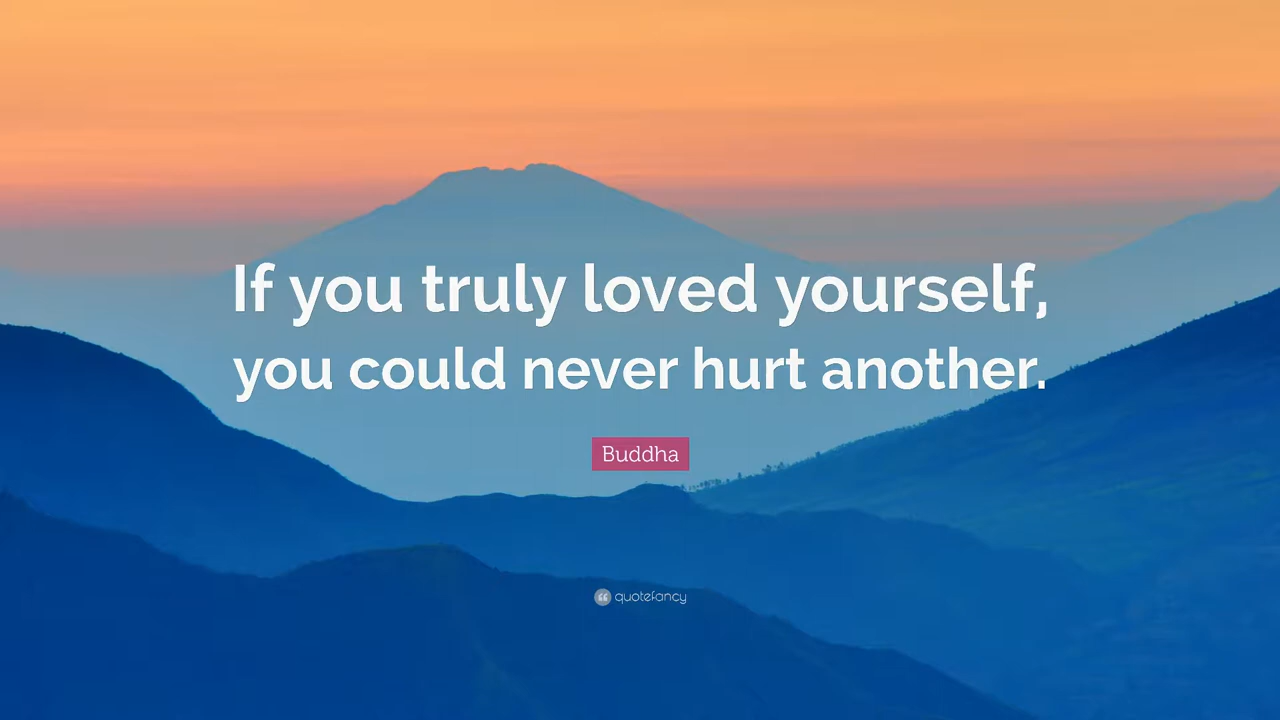 If you truly loved yourself,
you could never hurt another.
Buddha
quotefancy